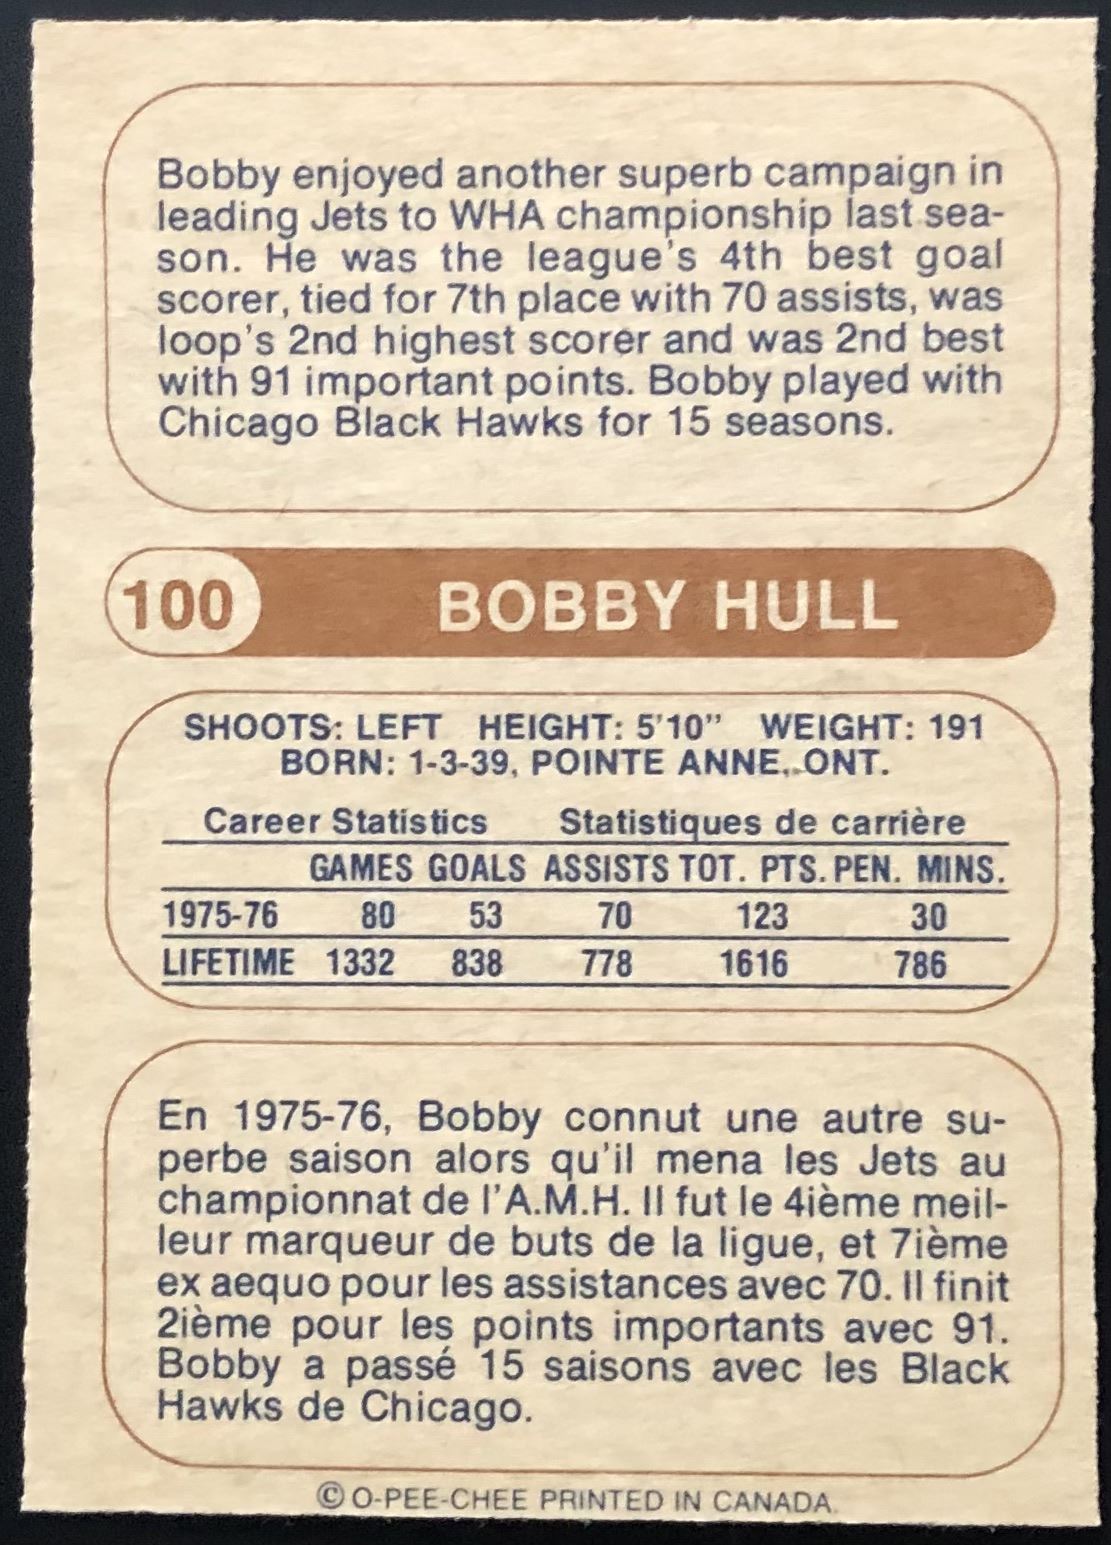 Bobby enjoyed another superb campaign in
leading Jets to WHA championship last sea-
son. He was the league's 4th best goal
scorer, tied for 7th place with 70 assists, was
loop's 2nd highest scorer and was 2nd best
with 91 important points. Bobby played with
Chicago Black Hawks for 15 seasons.
100 BOBBY HULL
SHOOTS: LEFT HEIGHT: 5'10" WEIGHT: 191
BORN: 1-3-39, POINTE ANNE, ONT.
Career Statistics Statistiques de carrière
GAMES GOALS ASSISTS TOT. PTS. PEN. MINS.
1975-76 80 53 70 123 30
LIFETIME 1332 838 778 1616 786
En 1975-76, Bobby connut une autre su-
perbe saison alors qu'il mena les Jets au
championnat de l'A.M.H. Il fut le 4ième meil-
leur marqueur de buts de la ligue, et 7ième
ex aequo pour les assistances avec 70. Il finit
2ième pour les points importants avec 91.
Bobby a passé 15 saisons avec les Black
Hawks de Chicago.
© O-PEE-CHEE PRINTED IN CANADA.